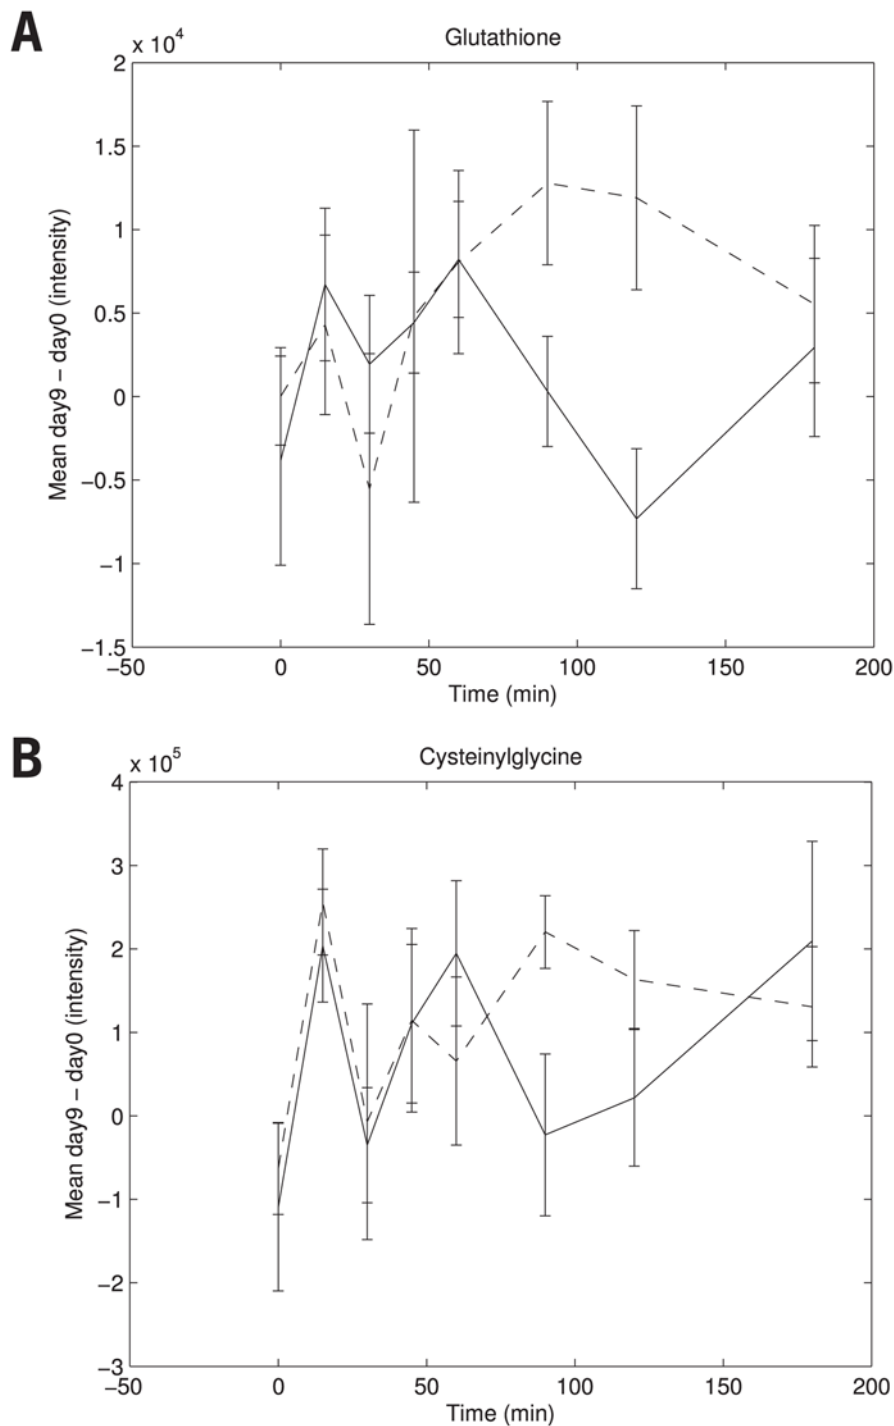 A
x 10^4
Glutathione
2
1.5
1
0.5
0
−0.5
−1
−1.5
Mean day9 − day0 (intensity)
−50 0 50 100 150 200
Time (min)
B
x 10^5
Cysteinylglycine
4
3
2
1
0
−1
−2
−3
Mean day9 − day0 (intensity)
−50 0 50 100 150 200
Time (min)